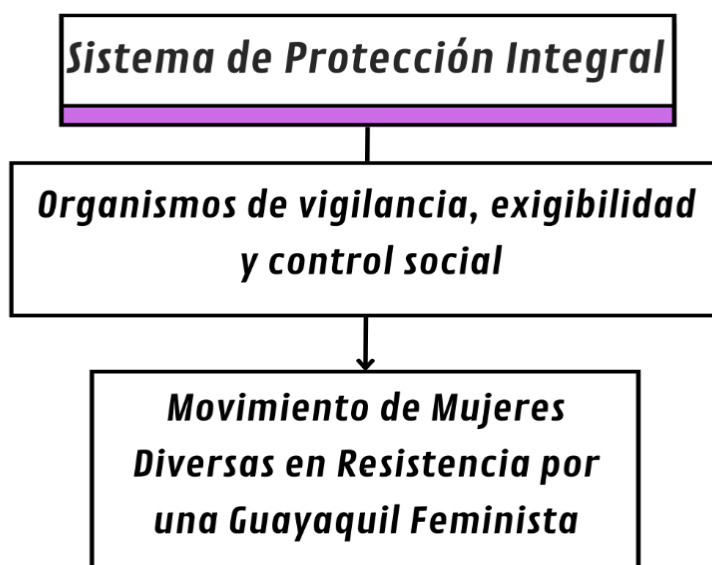 Sistema de Protección Integral
Organismos de vigilancia, exigibilidad
y control social
Movimiento de Mujeres
Diversas en Resistencia por
una Guayaquil Feminista